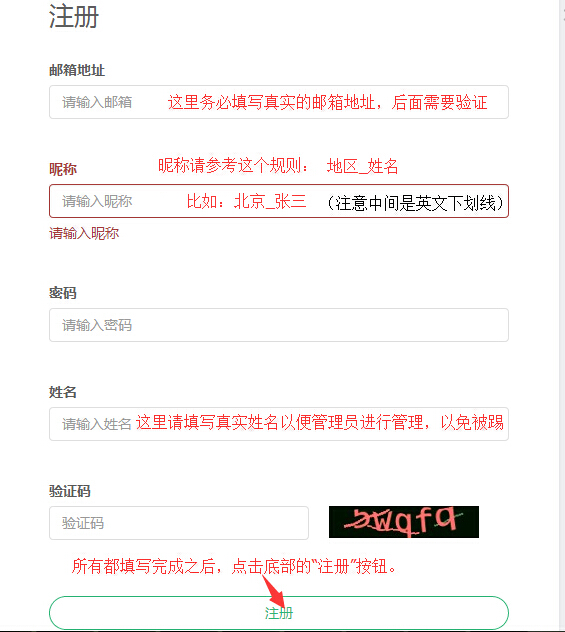 注册
邮箱地址
请输入邮箱 这里务必填写真实的邮箱地址，后面需要验证
昵称 昵称请参考这个规则： 地区_姓名
请输入昵称 比如：北京_张三 （注意中间是英文下划线）
请输入昵称
密码
请输入密码
姓名
请输入姓名 这里请填写真实姓名以便管理员进行管理，以免被踢
验证码
验证码 3wqfq
所有都填写完成之后，点击底部的“注册”按钮。
注册